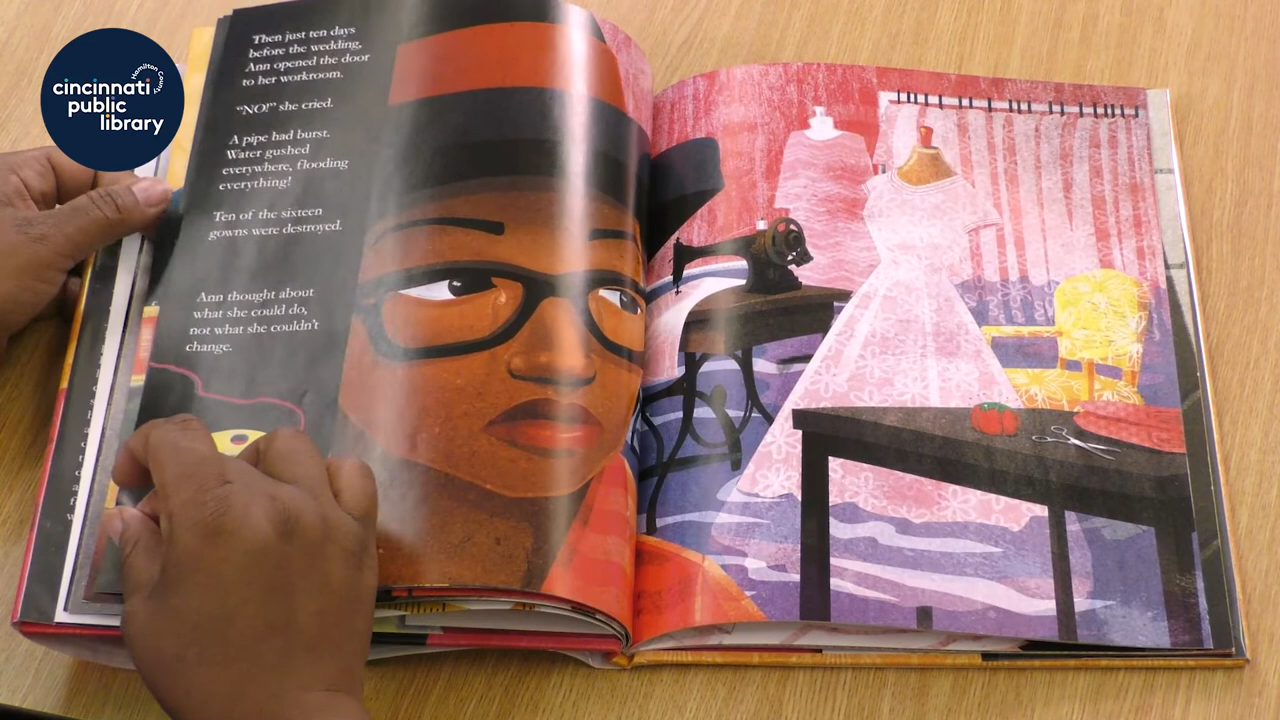 cincinnati
public
library
Hamilton County
Then just ten days
before the wedding,
Ann opened the door
to her workroom.
“NO!” she cried.
A pipe had burst.
Water gushed
everywhere, flooding
everything!
Ten of the sixteen
gowns were destroyed.
Ann thought about
what she could do,
not what she couldn’t
change.